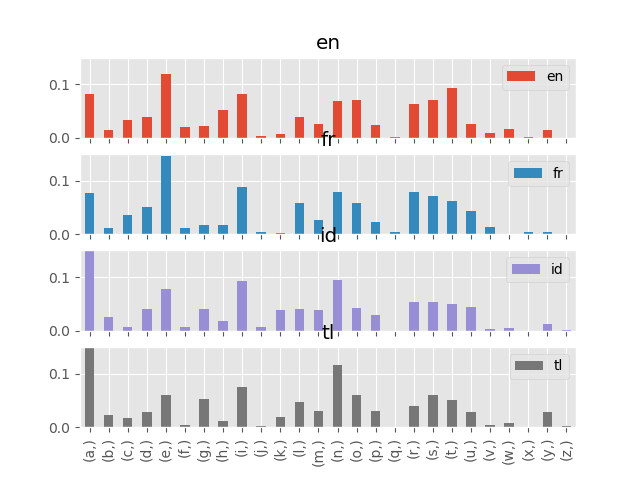 en
0.1
0.0
en
fr
0.1
0.0
fr
id
0.1
0.0
id
tl
0.1
0.0
tl
(a,) (b,) (c,) (d,) (e,) (f,) (g,) (h,) (i,) (j,) (k,) (l,) (m,) (n,) (o,) (p,) (q,) (r,) (s,) (t,) (u,) (v,) (w,) (x,) (y,) (z,)